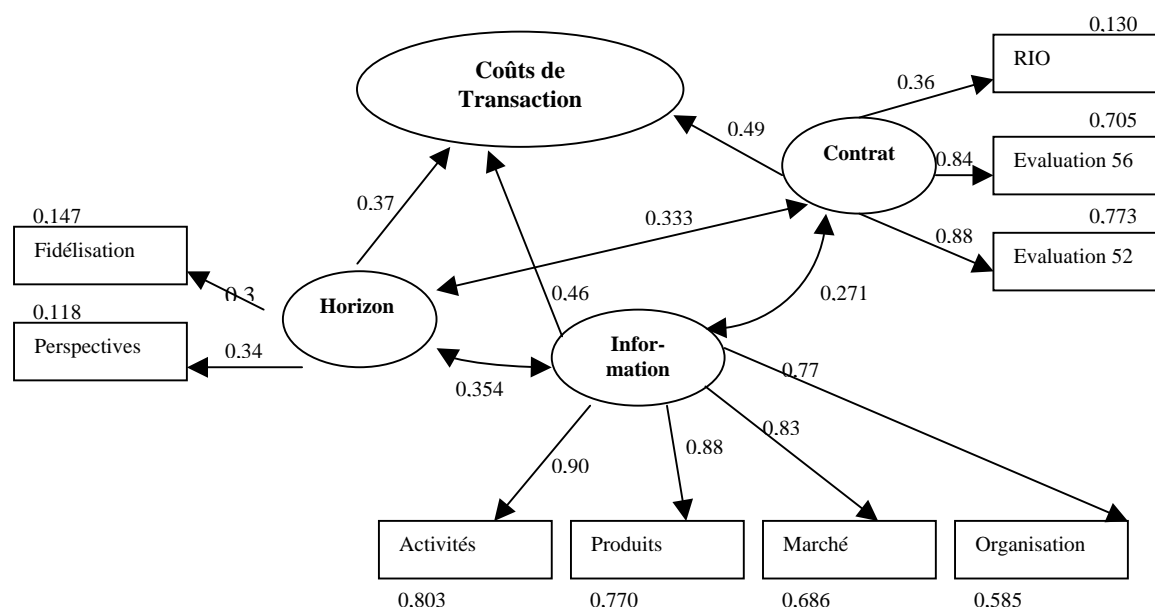 0,130
RIO
Coûts de
Transaction
0.36
0.49
Contrat
0.705
0.84
Evaluation 56
0.37
0.147
0.333
0.773
Fidélisation
0.88
Evaluation 52
0.3
0.46
0.271
0.118
Horizon
Perspectives
0.34
Infor-
mation
0.77
0.354
0.83
0.88
0.90
Activités
Produits
Marché
Organisation
0.803
0.770
0.686
0.585